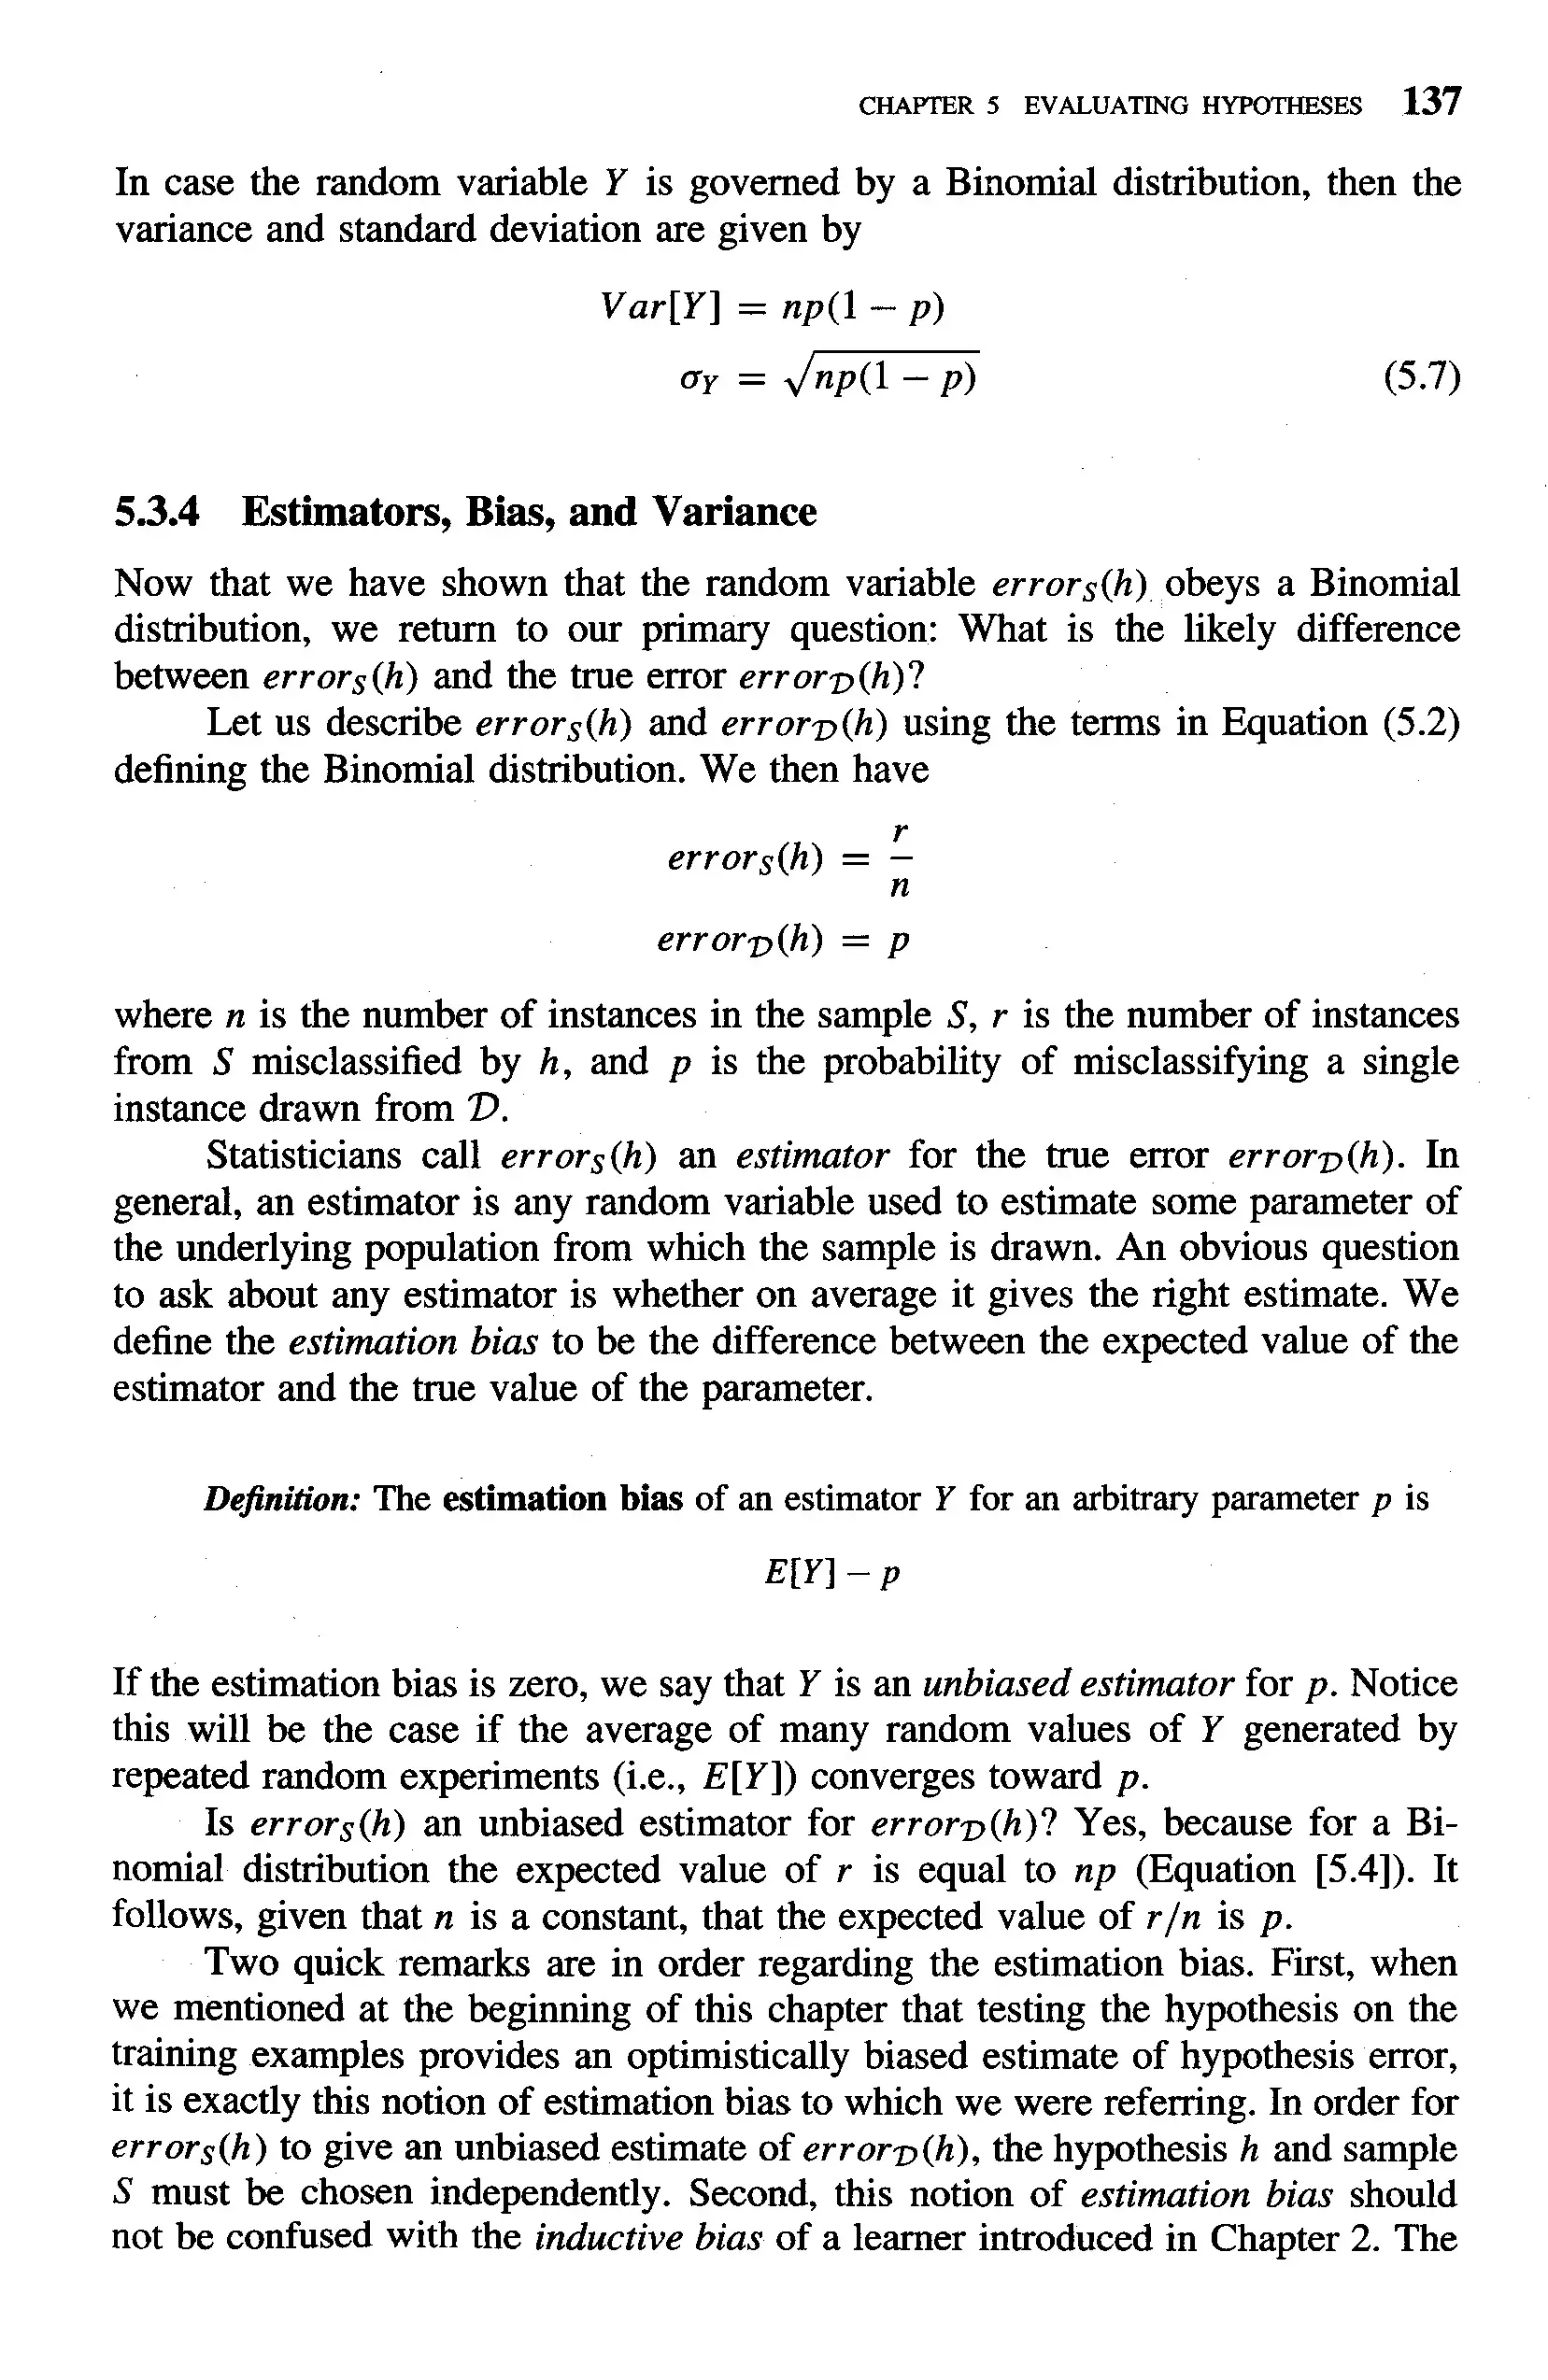 CHAPTER 5 EVALUATING HYPOTHESES 137
In case the random variable Y is governed by a Binomial distribution, then the
variance and standard deviation are given by
Var[Y] = np(1 − p)
σ_Y = √np(1 − p) (5.7)
5.3.4 Estimators, Bias, and Variance
Now that we have shown that the random variable error_S(h) obeys a Binomial
distribution, we return to our primary question: What is the likely difference
between error_S(h) and the true error error_𝒟(h)?
Let us describe error_S(h) and error_𝒟(h) using the terms in Equation (5.2)
defining the Binomial distribution. We then have
error_S(h) = r/n
error_𝒟(h) = p
where n is the number of instances in the sample S, r is the number of instances
from S misclassified by h, and p is the probability of misclassifying a single
instance drawn from 𝒟.
Statisticians call error_S(h) an estimator for the true error error_𝒟(h). In
general, an estimator is any random variable used to estimate some parameter of
the underlying population from which the sample is drawn. An obvious question
to ask about any estimator is whether on average it gives the right estimate. We
define the estimation bias to be the difference between the expected value of the
estimator and the true value of the parameter.
Definition: The estimation bias of an estimator Y for an arbitrary parameter p is
E[Y] − p
If the estimation bias is zero, we say that Y is an unbiased estimator for p. Notice
this will be the case if the average of many random values of Y generated by
repeated random experiments (i.e., E[Y]) converges toward p.
Is error_S(h) an unbiased estimator for error_𝒟(h)? Yes, because for a Bi-
nomial distribution the expected value of r is equal to np (Equation [5.4]). It
follows, given that n is a constant, that the expected value of r/n is p.
Two quick remarks are in order regarding the estimation bias. First, when
we mentioned at the beginning of this chapter that testing the hypothesis on the
training examples provides an optimistically biased estimate of hypothesis error,
it is exactly this notion of estimation bias to which we were referring. In order for
error_S(h) to give an unbiased estimate of error_𝒟(h), the hypothesis h and sample
S must be chosen independently. Second, this notion of estimation bias should
not be confused with the inductive bias of a learner introduced in Chapter 2. The